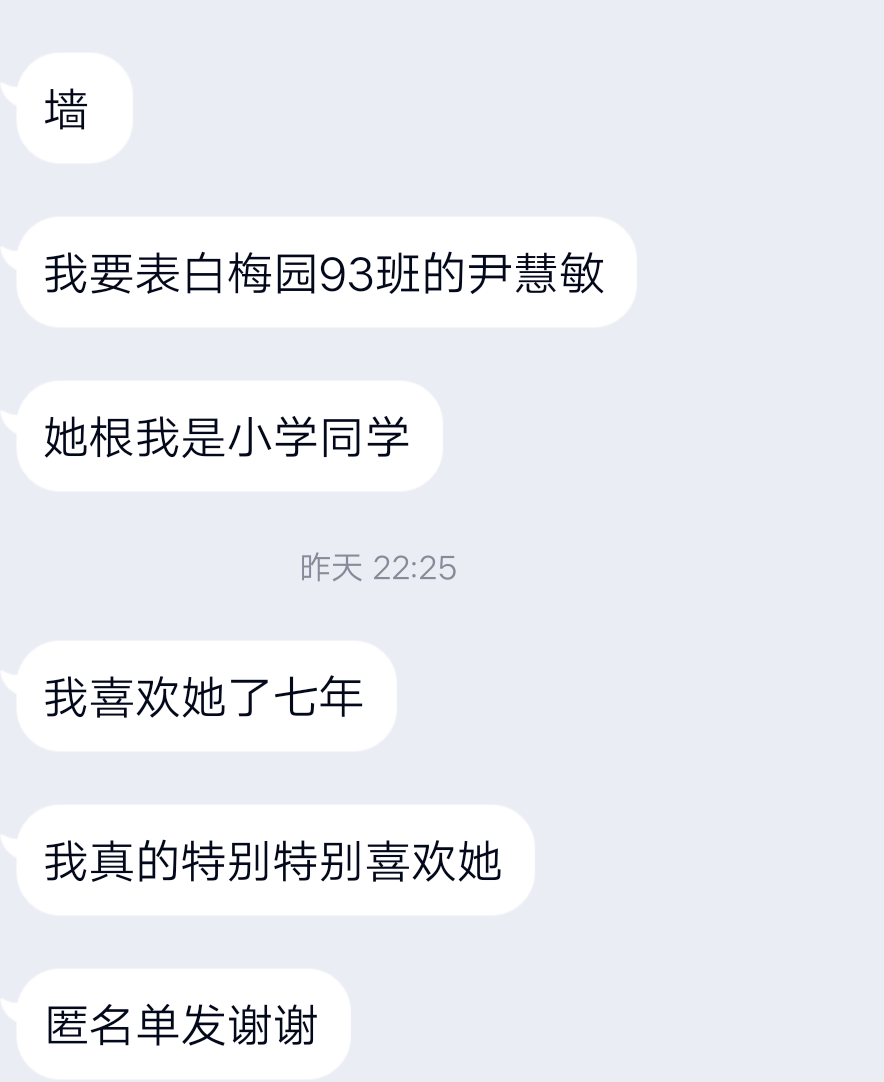 墙
我要表白梅园93班的尹慧敏
她根我是小学同学
昨天 22:25
我喜欢她了七年
我真的特别特别喜欢她
匿名单发谢谢